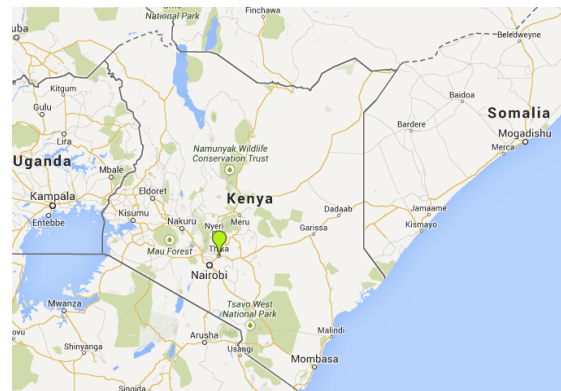 National Park
Finchawa
uba
Beledweyne
Kitgum
Gulu
Baidoa
Lira
Bardere
Somalia
Mogadishu
Namunyak Wildlife
Conservation Trust
Merca
Uganda
Mbale
Kampala
Eldoret
Kenya
Dadaab
Jamaame
Entebbe
Kisumu
Nakuru
Nyeri
Meru
Garissa
Kismayo
Mau Forest
Thika
Nairobi
Mwanza
Tsavo West
National Park
ovu
Malindi
Shinyanga
Arusha
Usangi
Mombasa
Singida